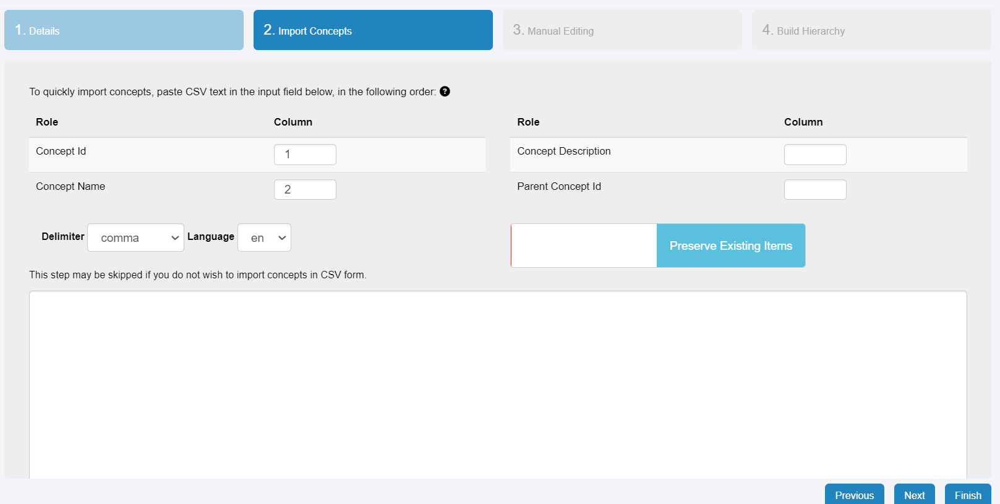 1. Details
2. Import Concepts
3. Manual Editing
4. Build Hierarchy
To quickly import concepts, paste CSV text in the input field below, in the following order: ?
Role Column
Concept Id 1
Concept Name 2
Role Column
Concept Description
Parent Concept Id
Delimiter comma Language en
Preserve Existing Items
This step may be skipped if you do not wish to import concepts in CSV form.
Previous Next Finish